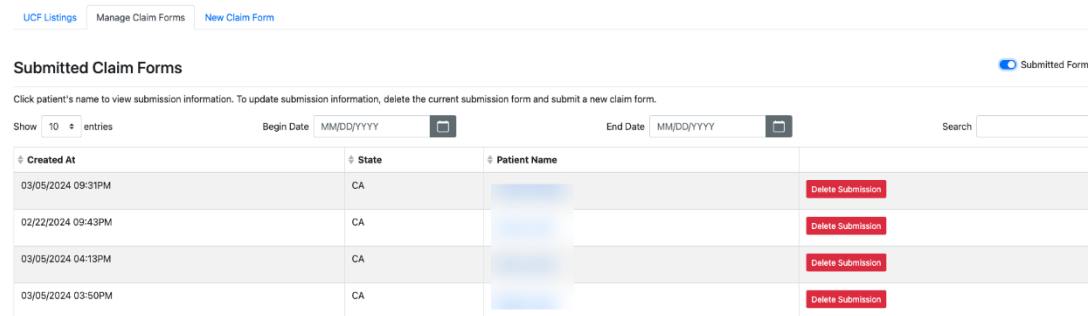 UCF Listings Manage Claim Forms New Claim Form
Submitted Claim Forms Submitted Form
Click patient's name to view submission information. To update submission information, delete the current submission form and submit a new claim form.
Show 10 entries Begin Date MM/DD/YYYY End Date MM/DD/YYYY Search
Created At State Patient Name
03/05/2024 09:31PM CA Delete Submission
02/22/2024 09:43PM CA Delete Submission
03/05/2024 04:13PM CA Delete Submission
03/05/2024 03:50PM CA Delete Submission